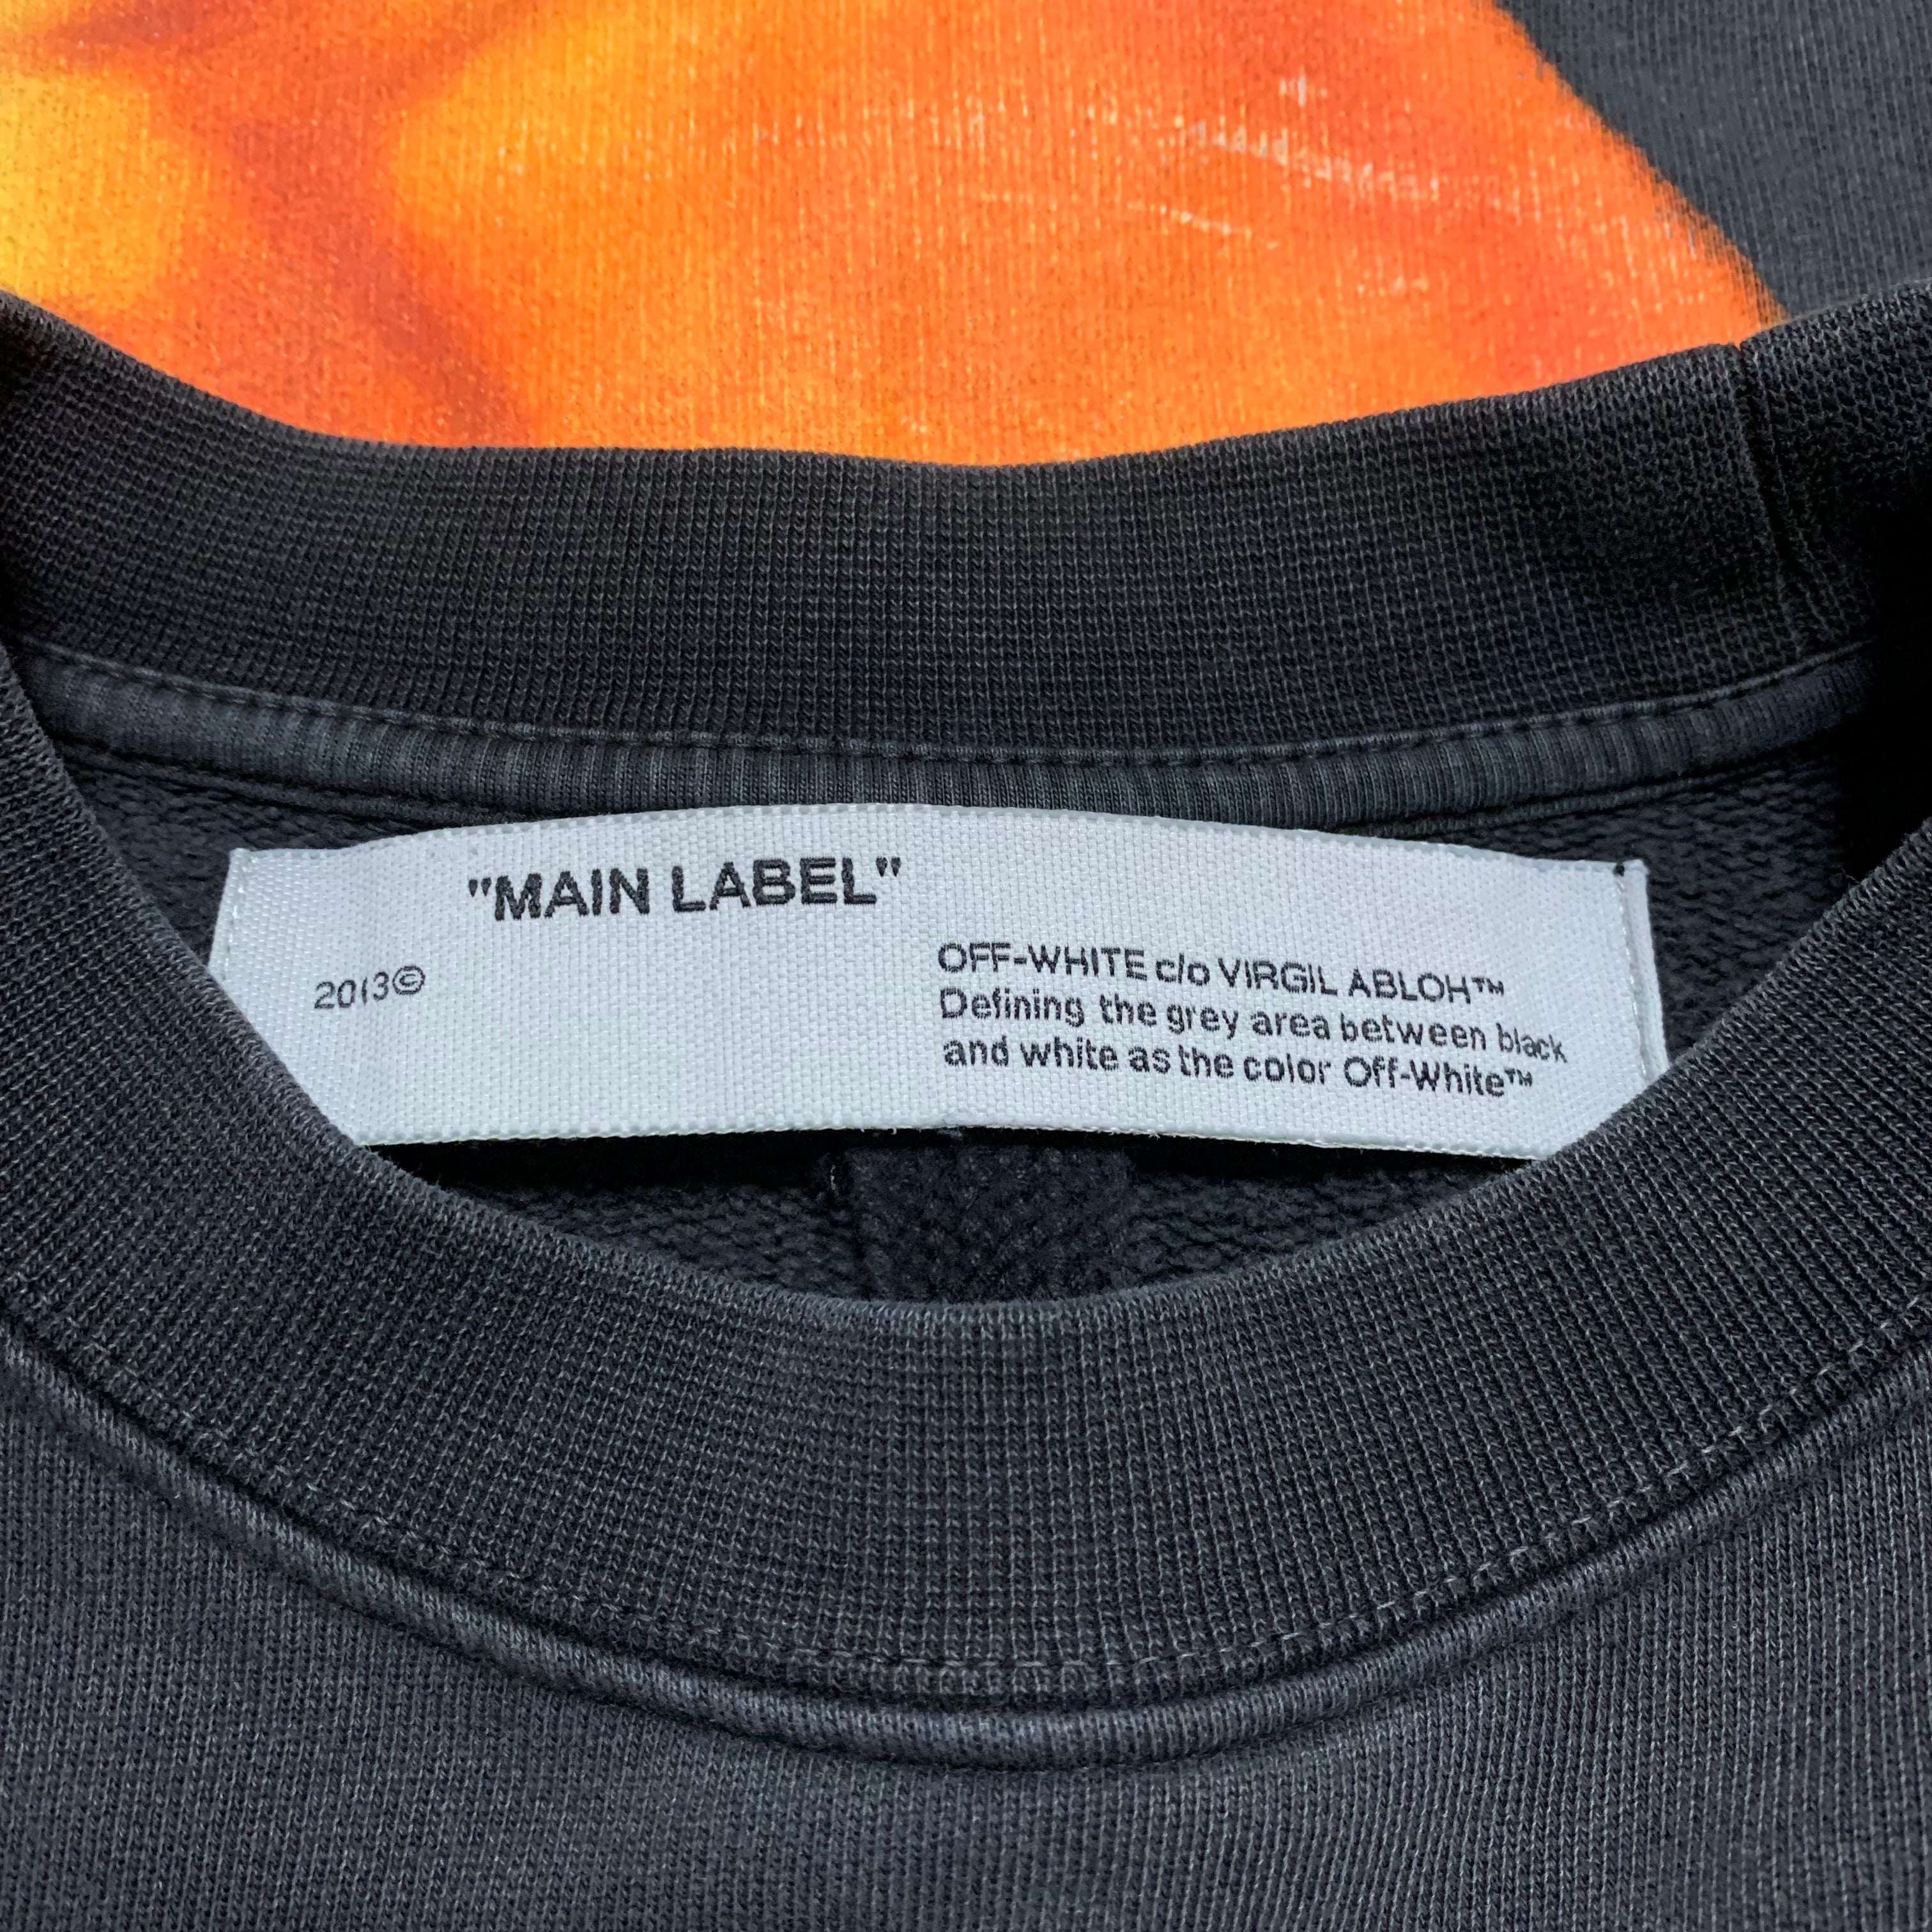 "MAIN LABEL"
2013©
OFF-WHITE c/o VIRGIL ABLOH™
Defining the grey area between black
and white as the color Off-White™